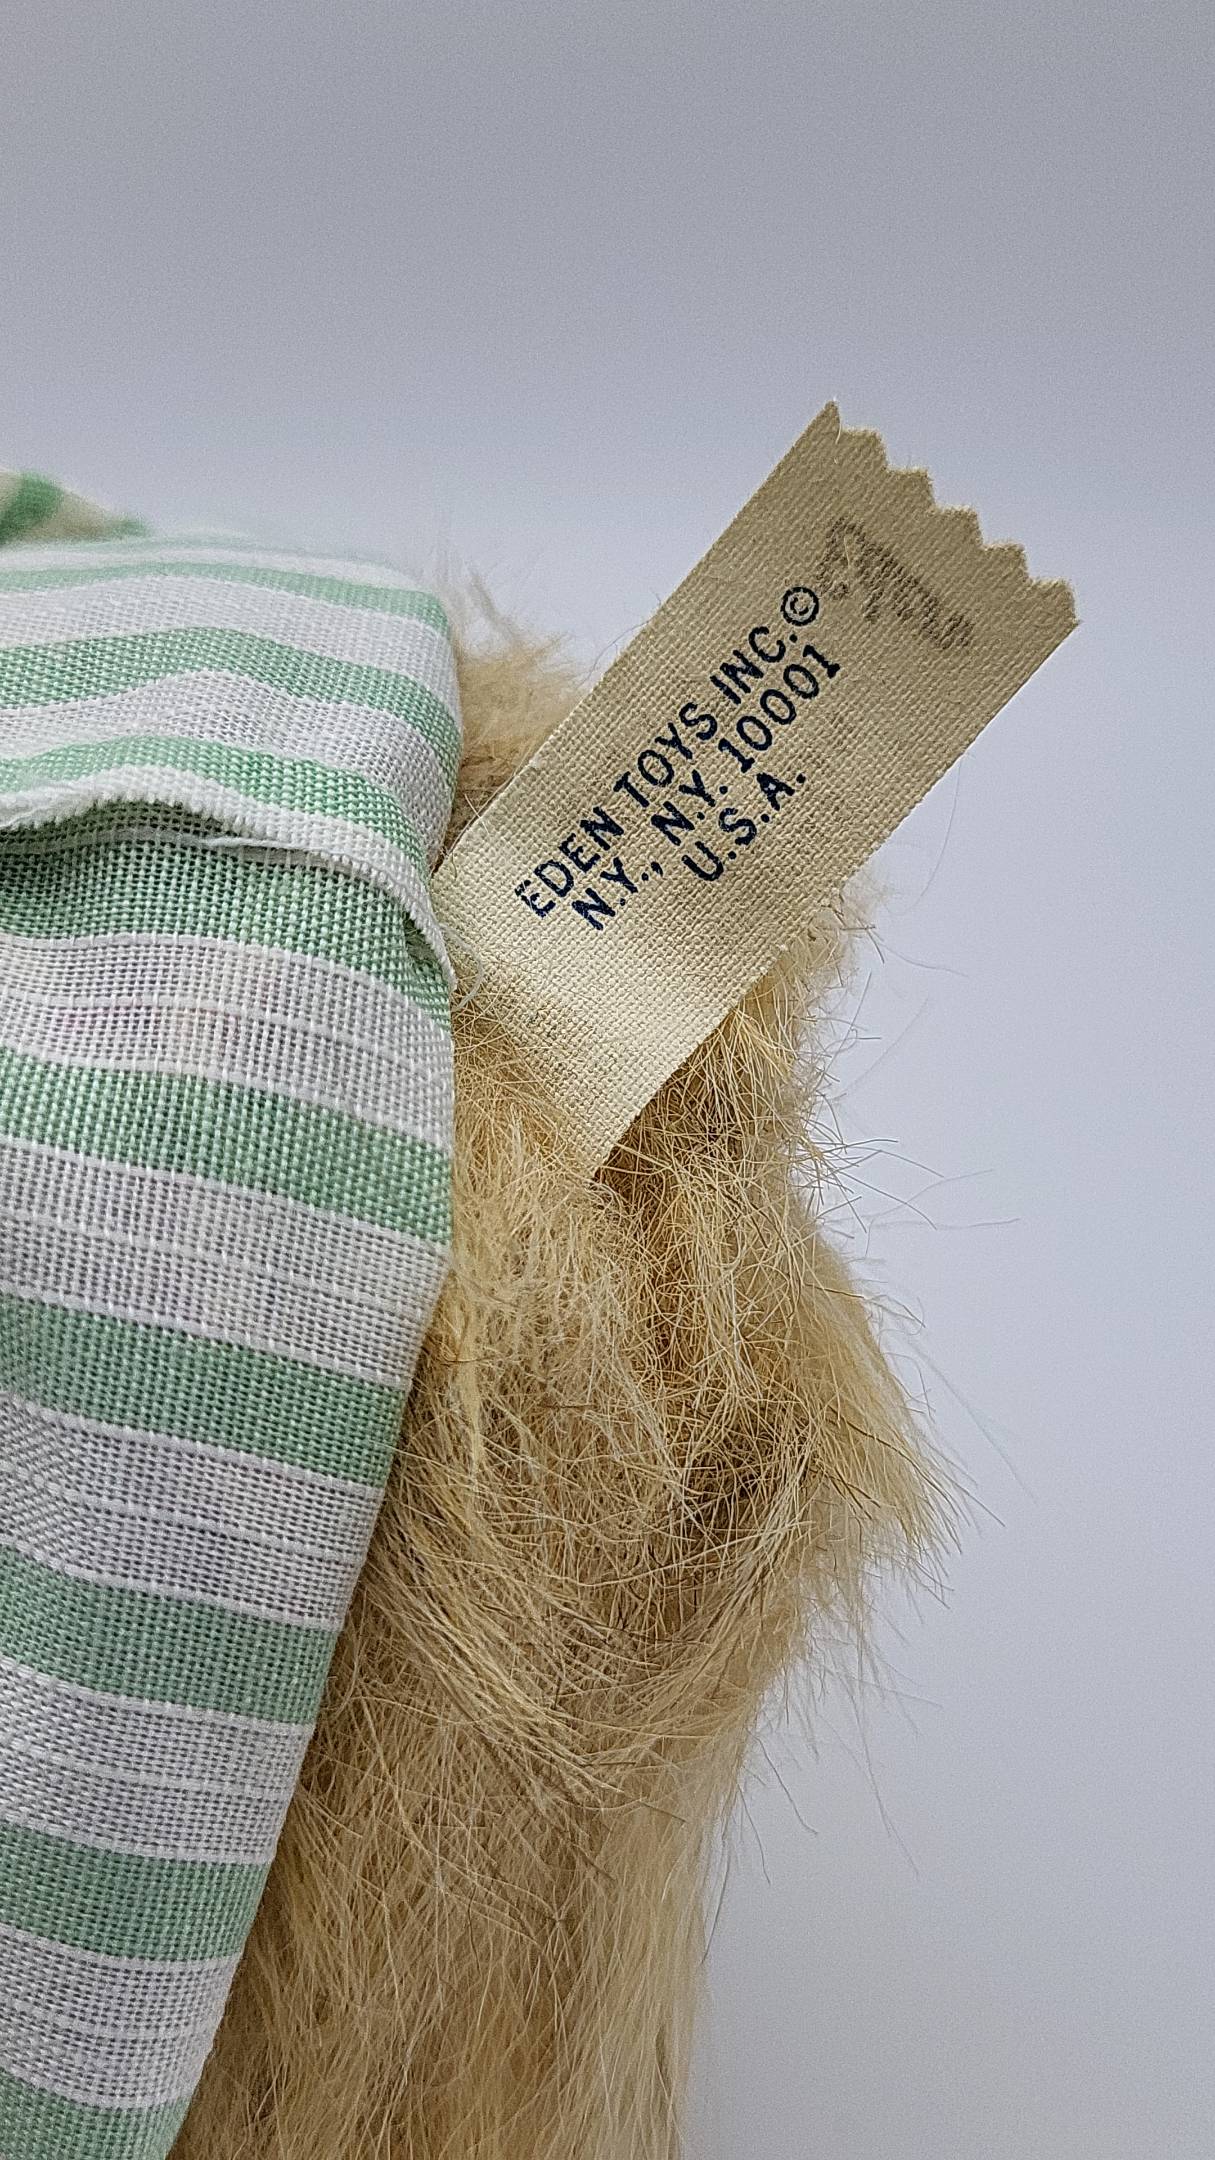 EDEN TOYS INC.©
N.Y., N.Y. 10001
U.S.A.